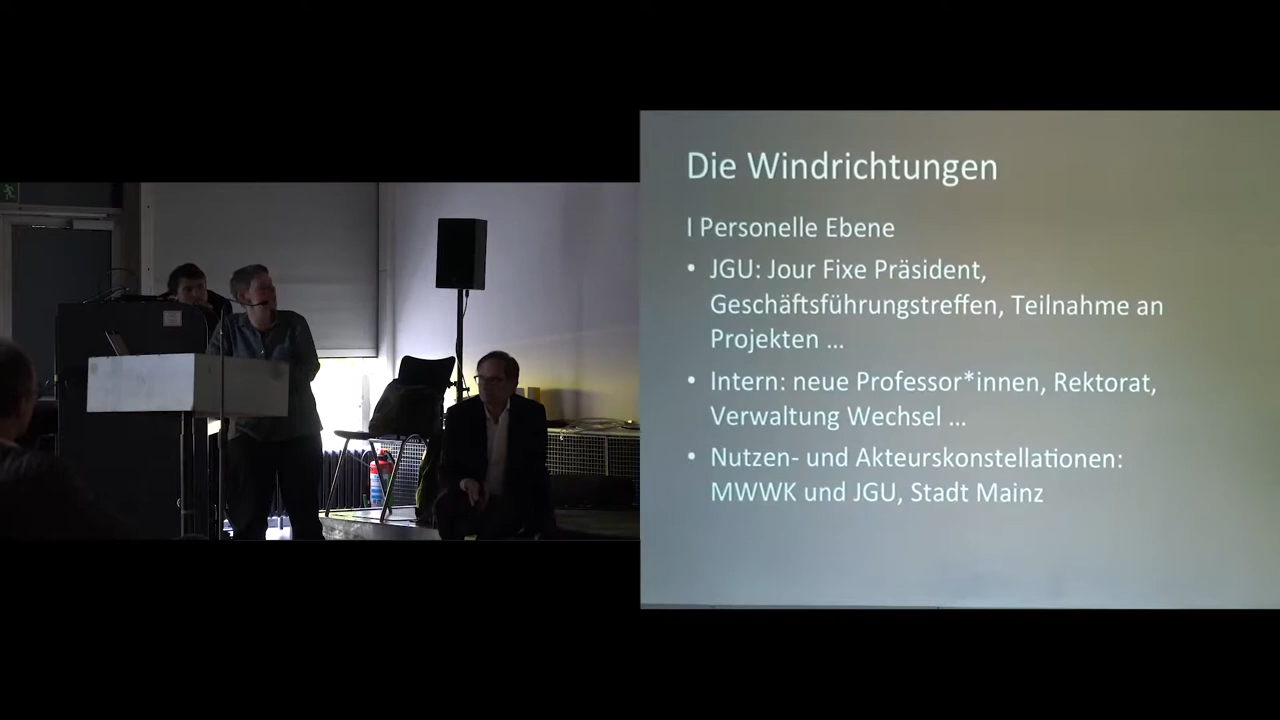 Die Windrichtungen
I Personelle Ebene
• JGU: Jour Fixe Präsident,
Geschäftsführungstreffen, Teilnahme an
Projekten ...
• Intern: neue Professor*innen, Rektorat,
Verwaltung Wechsel ...
• Nutzen- und Akteurskonstellationen:
MWWK und JGU, Stadt Mainz